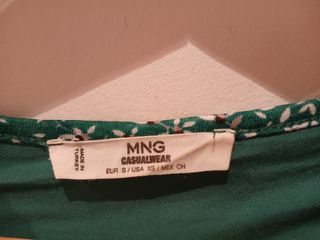 MNG
CASUALWEAR
EUR S / USA XS / MEX CH
MADE IN
TURKEY